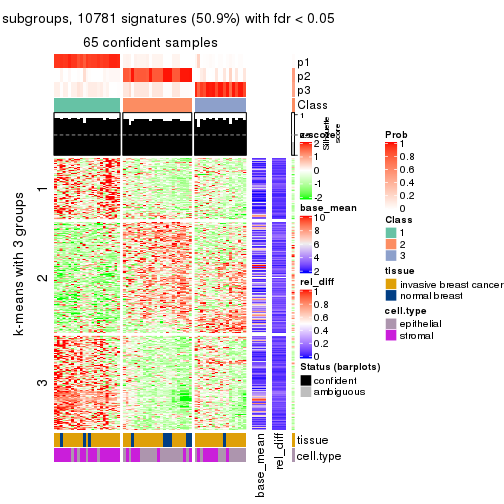 subgroups, 10781 signatures (50.9%) with fdr < 0.05
65 confident samples
p1
p2
p3
Class
1
Silhouette
score
k-means with 3 groups
1
2
3
z-score
2
1
0
-1
-2
base_mean
10
8
6
4
2
rel_diff
1
0.8
0.6
0.4
0.2
0
Status (barplots)
confident
ambiguous
Prob
1
0.8
0.6
0.4
0.2
0
Class
1
2
3
tissue
invasive breast cancer
normal breast
cell.type
epithelial
stromal
tissue
cell.type
base_mean
rel_diff